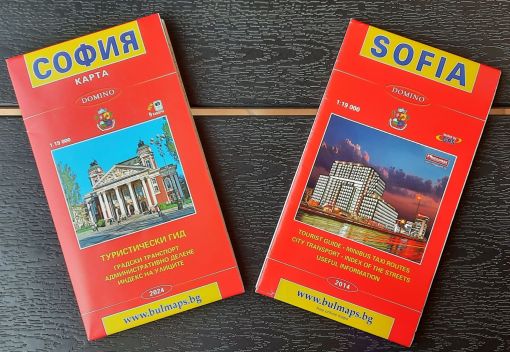 СОФИЯ
КАРТА
DOMINO
1:19 000
ТУРИСТИЧЕСКИ ГИД
ГРАДСКИ ТРАНСПОРТ
АДМИНИСТРАТИВНО ДЕЛЕНЕ
ИНДЕКС НА УЛИЦИТЕ
2024
www.bulmaps.bg
SOFIA
DOMINO
1:19 000
TOURIST GUIDE - MINIBUS TAXI ROUTES
CITY TRANSPORT - INDEX OF THE STREETS
USEFUL INFORMATION
2014
www.bulmaps.bg